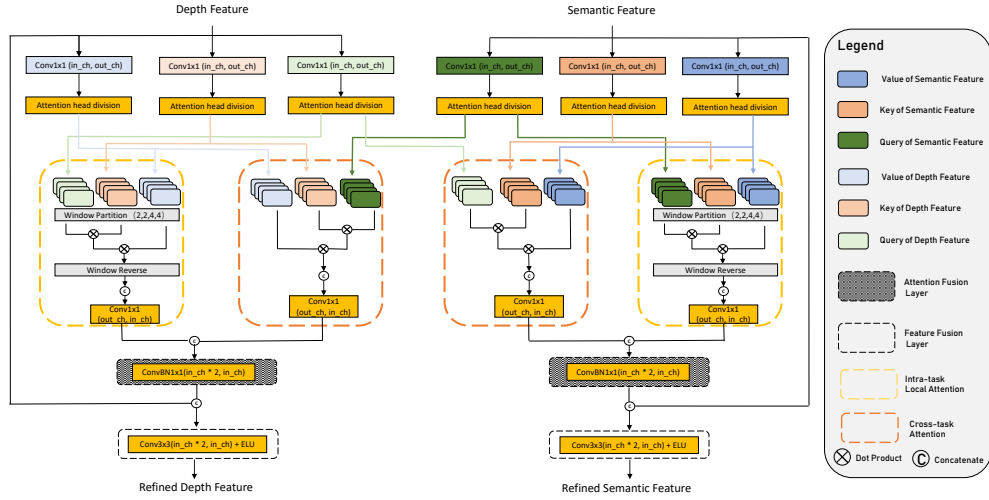 Depth Feature
Semantic Feature
Conv1x1 (in_ch, out_ch)
Conv1x1 (in_ch, out_ch)
Conv1x1 (in_ch, out_ch)
Conv1x1 (in_ch, out_ch)
Conv1x1 (in_ch, out_ch)
Conv1x1 (in_ch, out_ch)
Attention head division
Attention head division
Attention head division
Attention head division
Attention head division
Attention head division
Window Partition (2,2,4,4)
Window Partition (2,2,4,4)
Window Reverse
Window Reverse
c
c
c
c
Conv1x1
(out_ch, in_ch)
Conv1x1
(out_ch, in_ch)
Conv1x1
(out_ch, in_ch)
Conv1x1
(out_ch, in_ch)
c
c
ConvBN1x1(in_ch * 2, in_ch)
ConvBN1x1(in_ch * 2, in_ch)
c
c
Conv3x3(in_ch * 2, in_ch) + ELU
Conv3x3(in_ch * 2, in_ch) + ELU
Refined Depth Feature
Refined Semantic Feature
Legend
Value of Semantic Feature
Key of Semantic Feature
Query of Semantic Feature
Value of Depth Feature
Key of Depth Feature
Query of Depth Feature
Attention Fusion
Layer
Feature Fusion
Layer
Intra-task
Local Attention
Cross-task
Attention
Dot Product
C
Concatenate